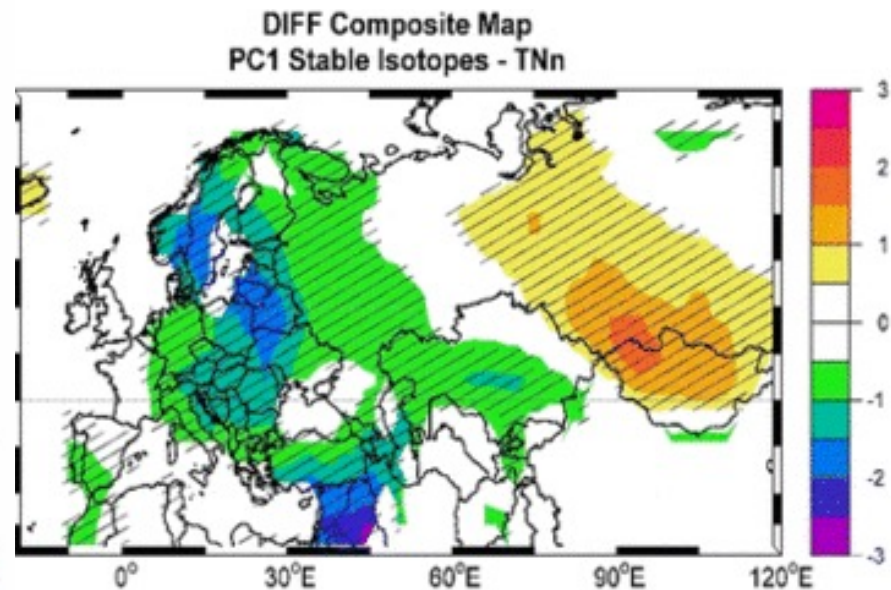 DIFF Composite Map
PC1 Stable Isotopes - TNn
3
2
1
0
-1
-2
-3
0°
30°E
60°E
90°E
120°E